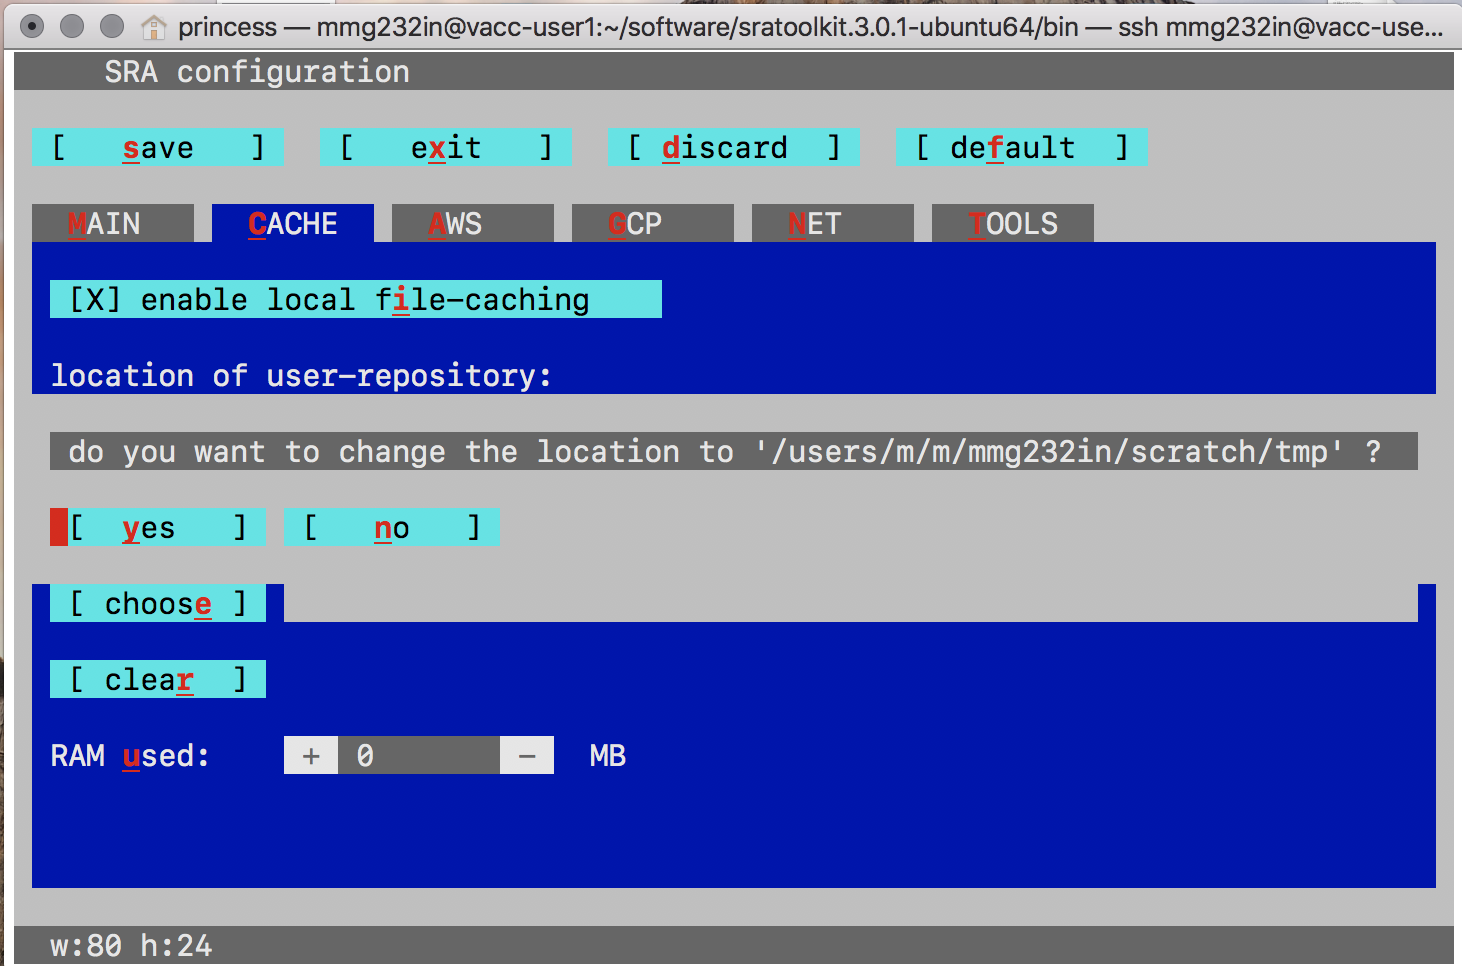 princess — mmg232in@vacc-user1:~/software/sratoolkit.3.0.1-ubuntu64/bin — ssh mmg232in@vacc-use...
SRA configuration
[ save ] [ exit ] [ discard ] [ default ]
MAIN CACHE AWS GCP NET TOOLS
[X] enable local file-caching
location of user-repository:
do you want to change the location to '/users/m/m/mmg232in/scratch/tmp' ?
[ yes ] [ no ]
[ choose ]
[ clear ]
RAM used: + 0 - MB
w:80 h:24